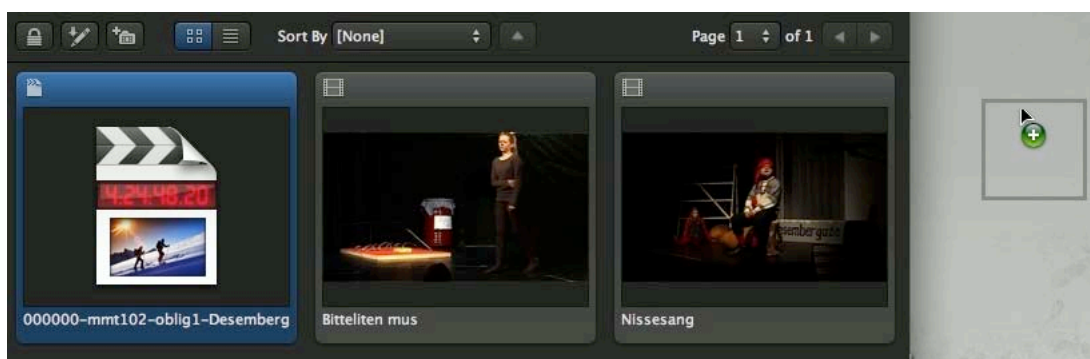 Sort By [None]
Page 1 of 1
4.24.48.20
000000-mmt102-oblig1-Desemberg
Bitteliten mus
Nissesang